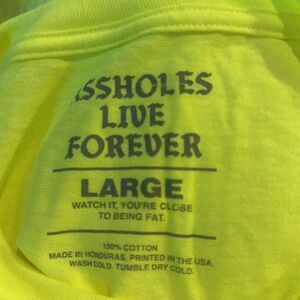 ASSHOLES
LIVE
FOREVER
LARGE
WATCH IT, YOU'RE CLOSE
TO BEING FAT.
100% COTTON
MADE IN HONDURAS. PRINTED IN THE USA.
WASH COLD. TUMBLE DRY COLD.